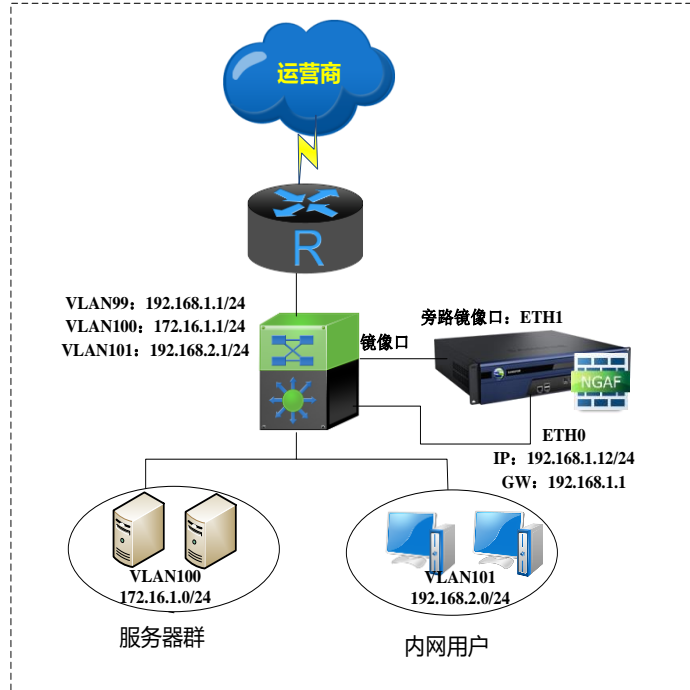 运营商
R
VLAN99：192.168.1.1/24
VLAN100：172.16.1.1/24
VLAN101：192.168.2.1/24
镜像口
旁路镜像口：ETH1
NGAF
ETH0
IP：192.168.1.12/24
GW：192.168.1.1
VLAN100
172.16.1.0/24
服务器群
VLAN101
192.168.2.0/24
内网用户